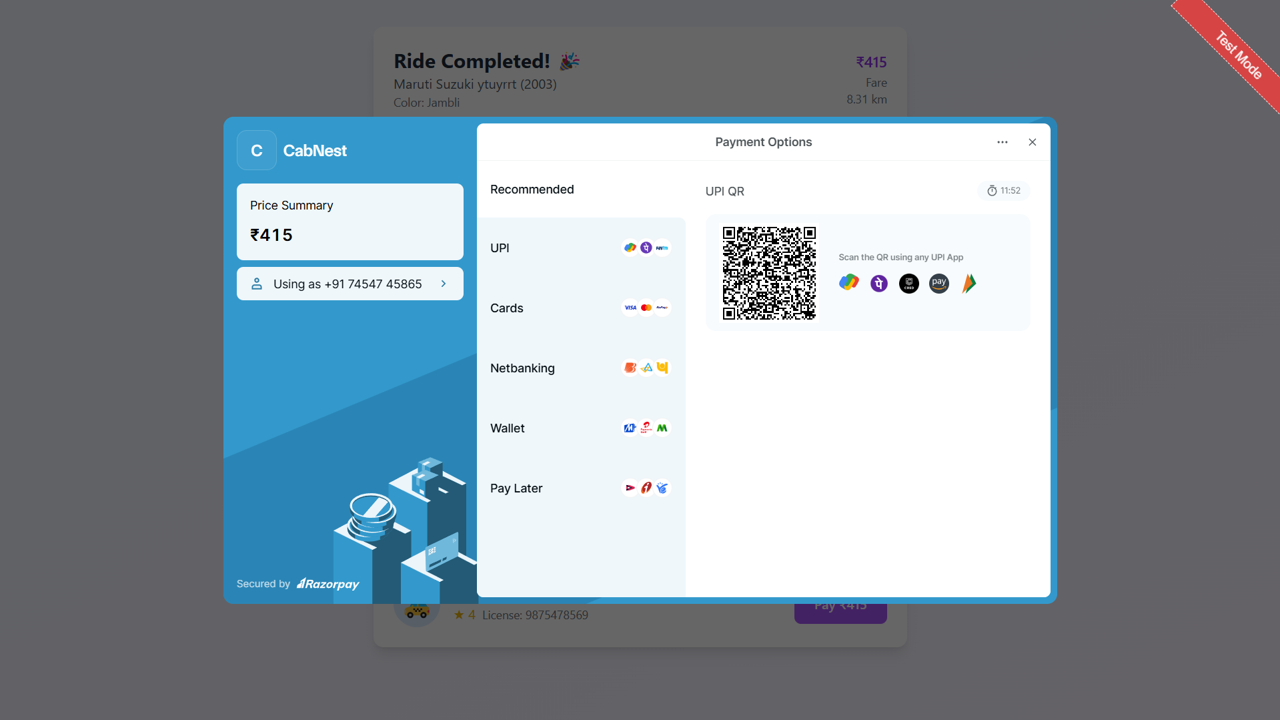 Test Mode
Ride Completed!
₹415
Maruti Suzuki ytuyrrt (2003)
Fare
Color: Jambli
8.31 km
C CabNest
Price Summary
₹415
Using as +91 74547 45865
Secured by Razorpay
Payment Options
Recommended
UPI
Cards
Netbanking
Wallet
Pay Later
UPI QR
11:52
Scan the QR using any UPI App
pay
VISA
Pay ₹415
★ 4 License: 9875478569